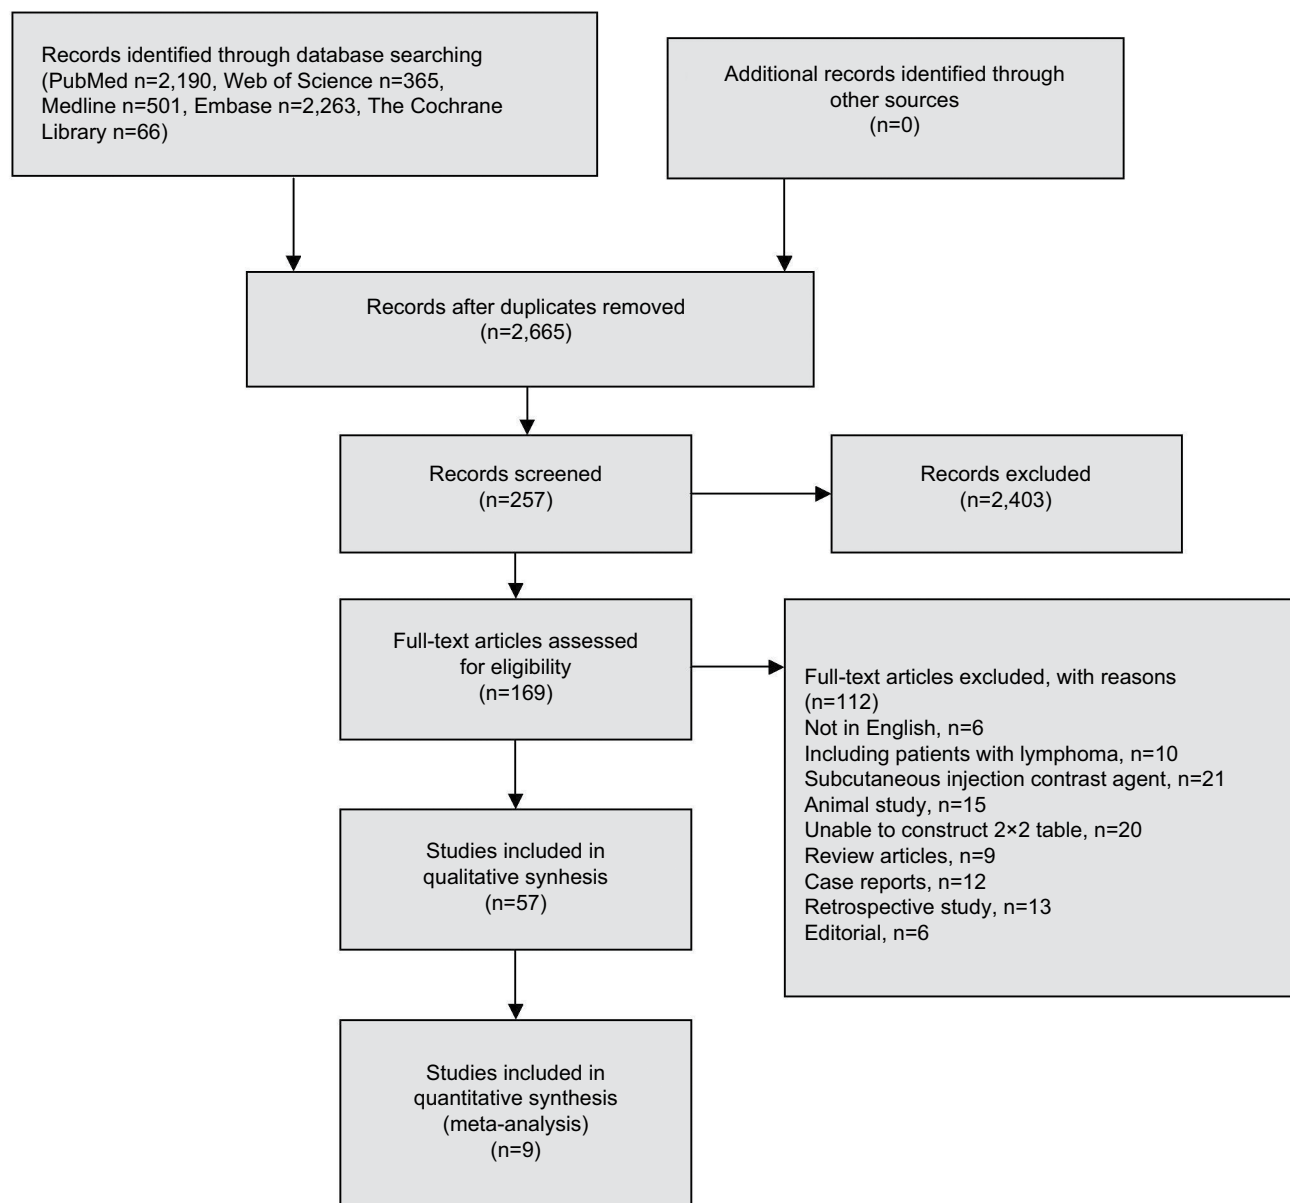 Records identified through database searching
(PubMed n=2,190, Web of Science n=365,
Medline n=501, Embase n=2,263, The Cochrane
Library n=66)
Additional records identified through
other sources
(n=0)
Records after duplicates removed
(n=2,665)
Records screened
(n=257)
Records excluded
(n=2,403)
Full-text articles assessed
for eligibility
(n=169)
Full-text articles excluded, with reasons
(n=112)
Not in English, n=6
Including patients with lymphoma, n=10
Subcutaneous injection contrast agent, n=21
Animal study, n=15
Unable to construct 2×2 table, n=20
Review articles, n=9
Case reports, n=12
Retrospective study, n=13
Editorial, n=6
Studies included in
qualitative synhesis
(n=57)
Studies included in
quantitative synthesis
(meta-analysis)
(n=9)